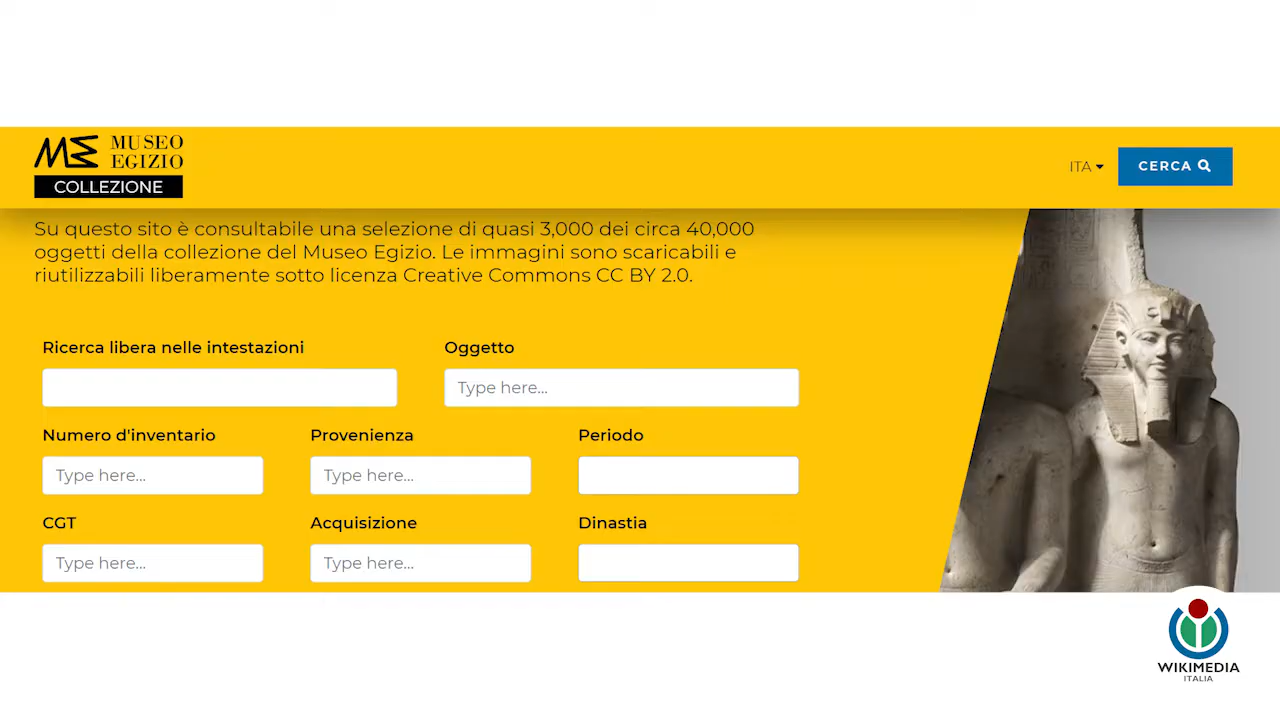 MUSEO
EGIZIO
COLLEZIONE
ITA
CERCA
Su questo sito è consultabile una selezione di quasi 3,000 dei circa 40,000
oggetti della collezione del Museo Egizio. Le immagini sono scaricabili e
riutilizzabili liberamente sotto licenza Creative Commons CC BY 2.0.
Ricerca libera nelle intestazioni
Oggetto
Type here...
Numero d'inventario
Provenienza
Periodo
Type here...
Type here...
CGT
Acquisizione
Dinastia
Type here...
Type here...
WIKIMEDIA
ITALIA